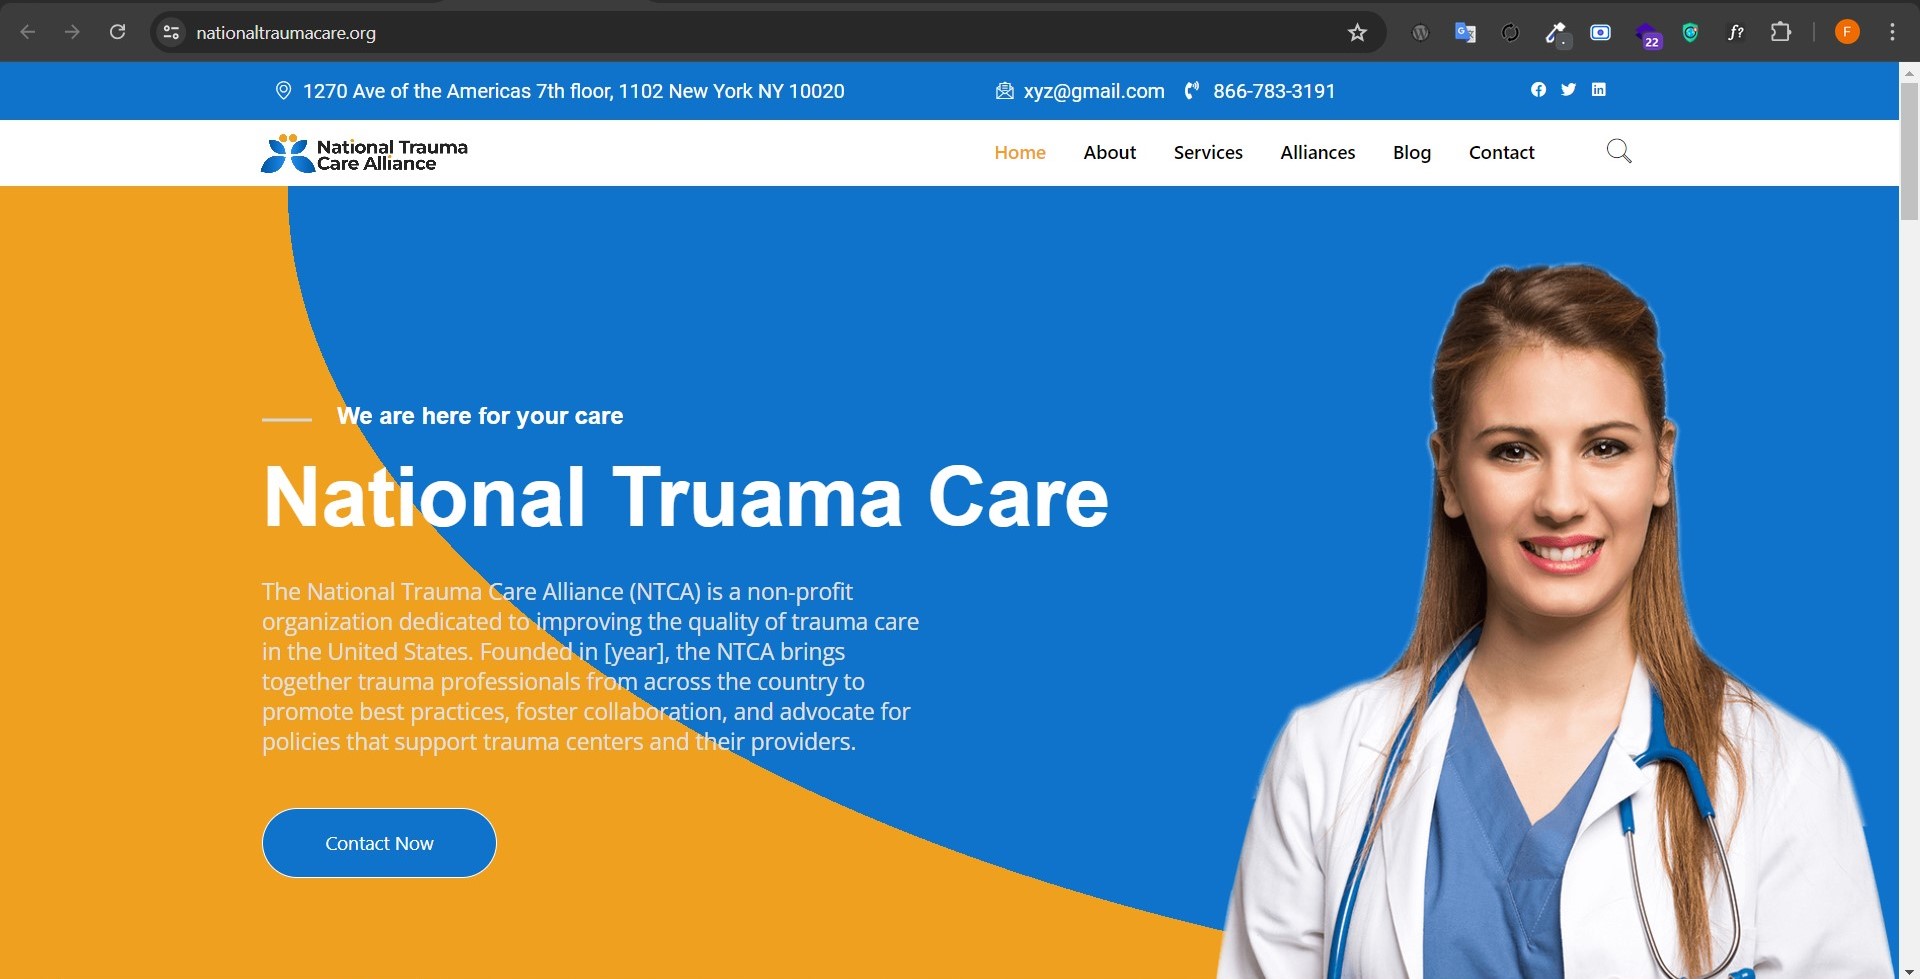 nationaltraumacare.org
22
f?
F
1270 Ave of the Americas 7th floor, 1102 New York NY 10020
xyz@gmail.com
866-783-3191
National Trauma
Care Alliance
Home
About
Services
Alliances
Blog
Contact
We are here for your care
National Truama Care
The National Trauma Care Alliance (NTCA) is a non-profit
organization dedicated to improving the quality of trauma care
in the United States. Founded in [year], the NTCA brings
together trauma professionals from across the country to
promote best practices, foster collaboration, and advocate for
policies that support trauma centers and their providers.
Contact Now